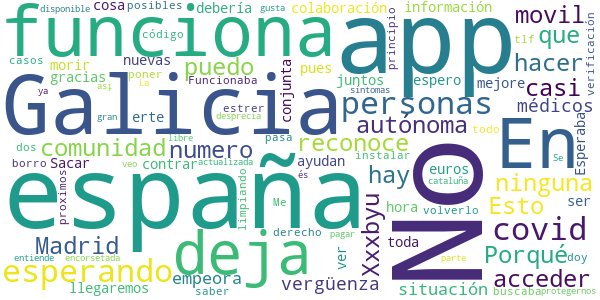 disponible
cosa
posibles
debería
gusta
colaboración
información
movil
funciona
app
que
código
principio
tlf
hacer
casos
nuevas
puedo
pues
juntos
mejore
casi
verificación
morir
poner
gracias
Funcionaba
conjunta
espero
síntomas
médicos
Galicia
personas
ya
así
ta
estrer
autónoma
todo
gran
erte
numero
reconoce
No
En
Esperaba
Se
comunidad
libre
desprecia
dos
pasa
ayudan
instalar
hay
euros
cataluña
ninguna
borro
Sacar
contrar
actualizada
españa
veo
és
Esto
ser
proximos
limpiando
Me
derecho
hora
volverlo
Xxxbyu
covid
Madrid
deja
ver
toda
Porqué
doy
esperando
empeora
pagar
vergüenza
situación
parte
acceder
entiende
encorsetada
llegaremos
saber
buscaba
protegernos